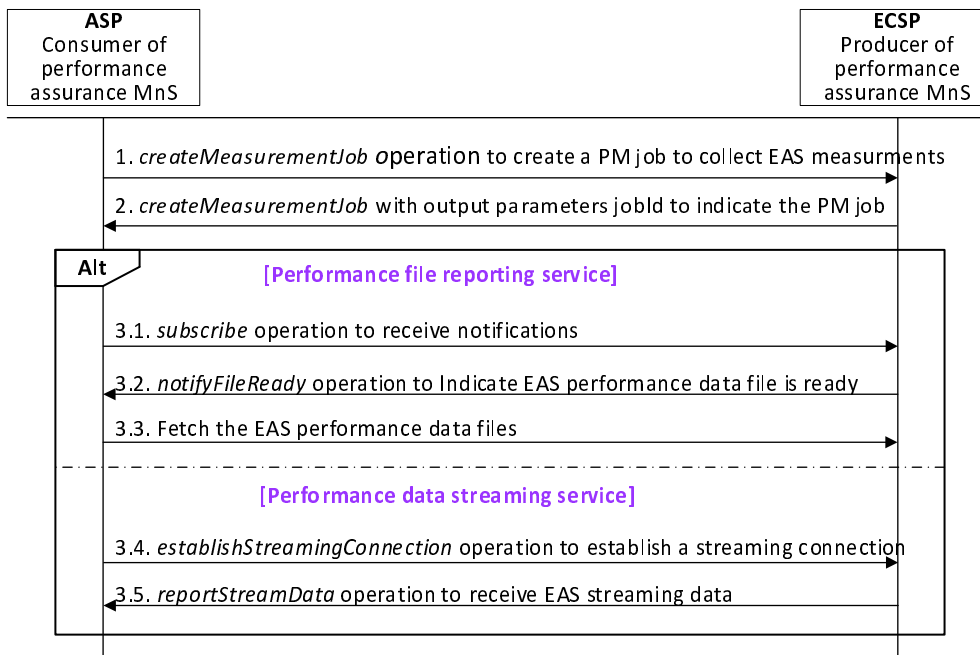 ASP
Consumer of
performance
assurance MnS
ECSP
Producer of
performance
assurance MnS
1. createMeasurementJob operation to create a PM job to collect EAS measurments
2. createMeasurementJob with output parameters jobId to indicate the PM job
Alt
[Performance file reporting service]
3.1. subscribe operation to receive notifications
3.2. notifyFileReady operation to Indicate EAS performance data file is ready
3.3. Fetch the EAS performance data files
[Performance data streaming service]
3.4. establishStreamingConnection operation to establish a streaming connection
3.5. reportStreamData operation to receive EAS streaming data